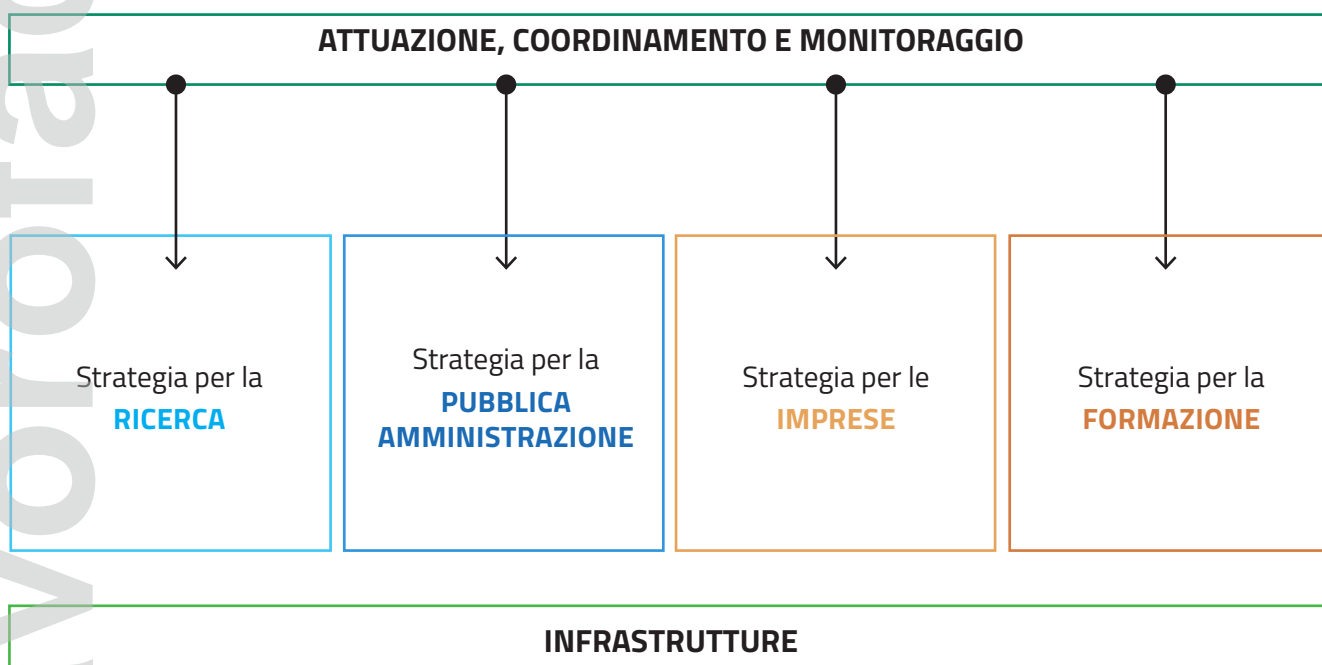 ATTUAZIONE, COORDINAMENTO E MONITORAGGIO
Strategia per la
RICERCA
Strategia per la
PUBBLICA
AMMINISTRAZIONE
Strategia per le
IMPRESE
Strategia per la
FORMAZIONE
INFRASTRUTTURE